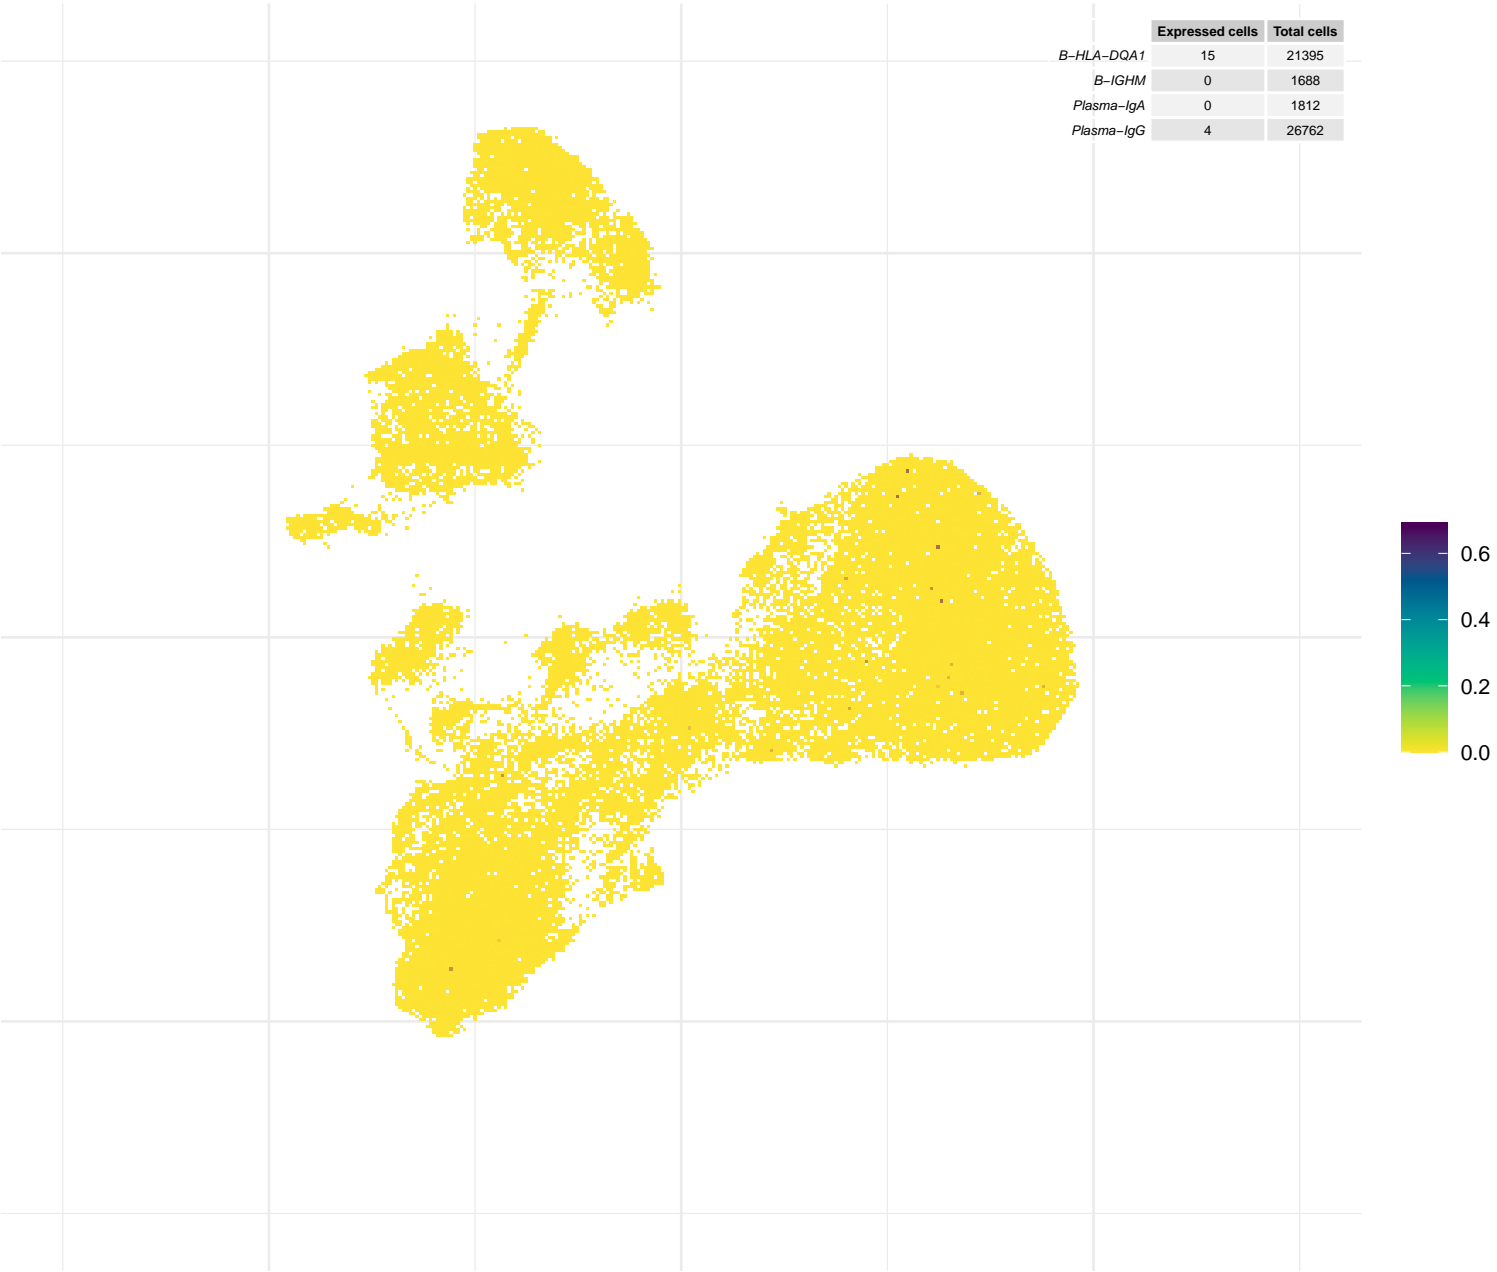 Expressed cells Total cells
B−HLA−DQA1 15 21395
B−IGHM 0 1688
Plasma−IgA 0 1812
Plasma−IgG 4 26762
0.6
0.4
0.2
0.0